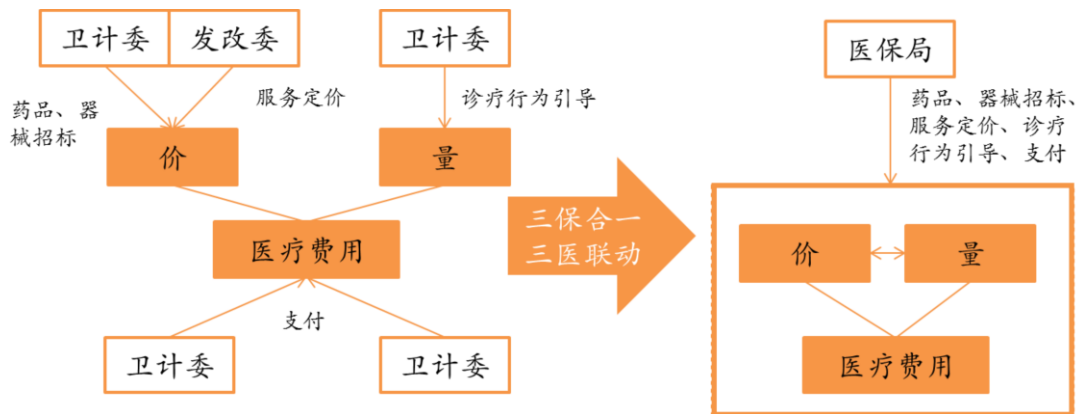 卫计委
发改委
卫计委
药品、器
械招标
服务定价
诊疗行为引导
价
量
医疗费用
支付
卫计委
卫计委
三保合一
三医联动
医保局
药品、器械招标、
服务定价、诊疗
行为引导、支付
价
量
医疗费用